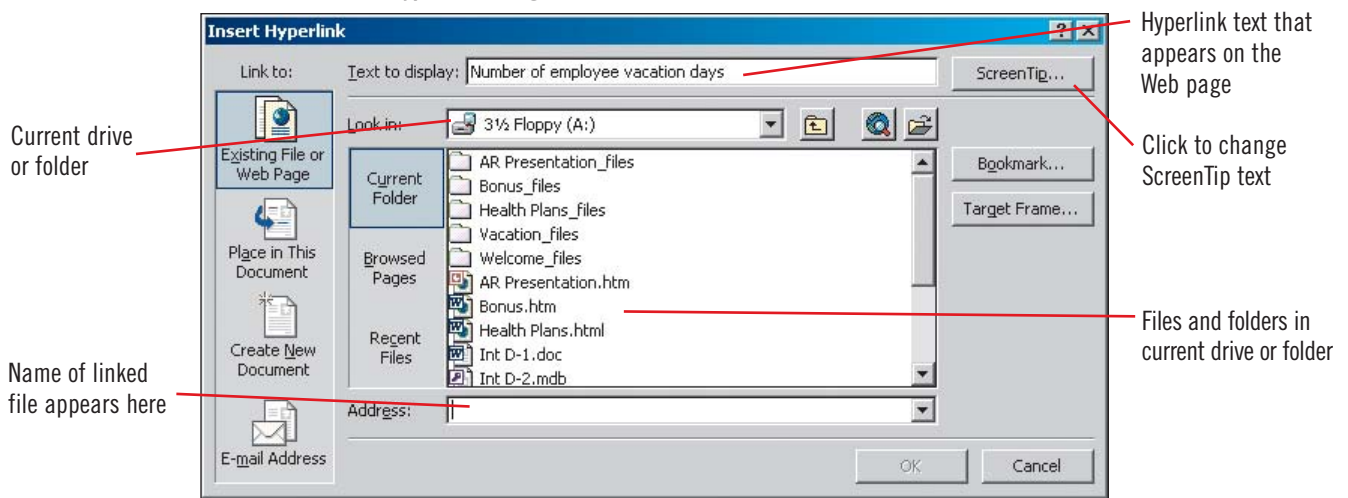 Insert Hyperlink
? ×
Link to:
Text to display: Number of employee vacation days
ScreenTip...
Existing File or
Web Page
Place in This
Document
Create New
Document
E-mail Address
Look in: 3½ Floppy (A:)
Current
Folder
Browsed
Pages
Recent
Files
AR Presentation_files
Bonus_files
Health Plans_files
Vacation_files
Welcome_files
AR Presentation.htm
Bonus.htm
Health Plans.html
Int D-1.doc
Int D-2.mdb
Bookmark...
Target Frame...
Address:
OK
Cancel
Current drive
or folder
Name of linked
file appears here
Hyperlink text that
appears on the
Web page
Click to change
ScreenTip text
Files and folders in
current drive or folder